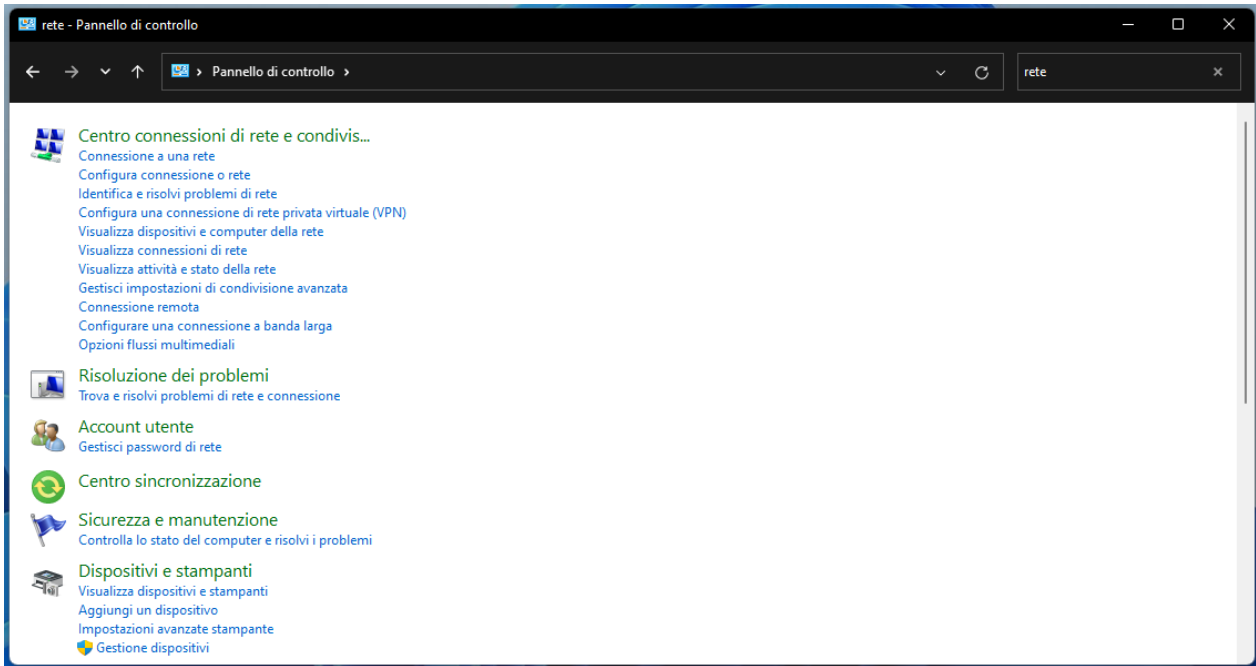 rete - Pannello di controllo
Pannello di controllo
rete
Centro connessioni di rete e condivis...
Connessione a una rete
Configura connessione o rete
Identifica e risolvi problemi di rete
Configura una connessione di rete privata virtuale (VPN)
Visualizza dispositivi e computer della rete
Visualizza connessioni di rete
Visualizza attività e stato della rete
Gestisci impostazioni di condivisione avanzata
Connessione remota
Configurare una connessione a banda larga
Opzioni flussi multimediali
Risoluzione dei problemi
Trova e risolvi problemi di rete e connessione
Account utente
Gestisci password di rete
Centro sincronizzazione
Sicurezza e manutenzione
Controlla lo stato del computer e risolvi i problemi
Dispositivi e stampanti
Visualizza dispositivi e stampanti
Aggiungi un dispositivo
Impostazioni avanzate stampante
Gestione dispositivi